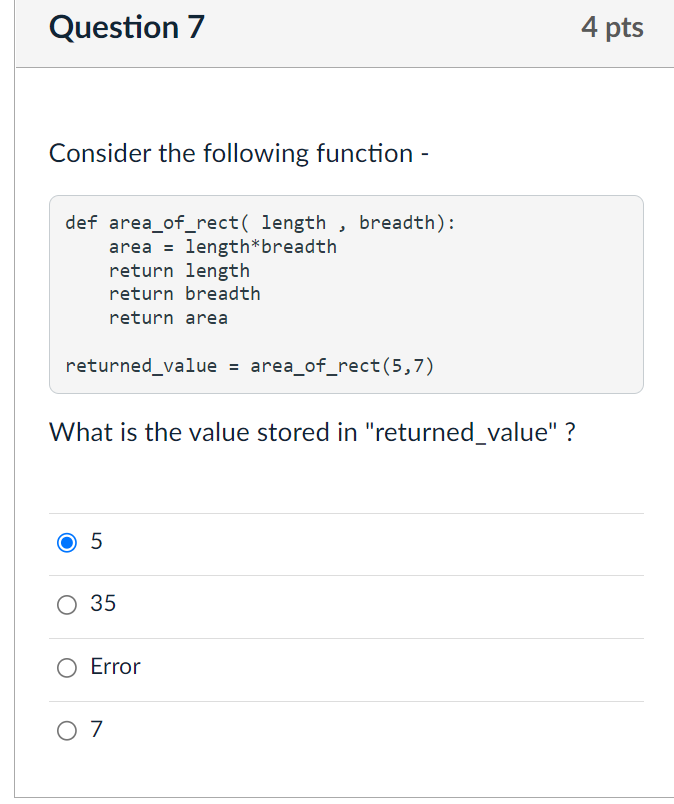 Question 7
4 pts
Consider the following function -
def area_of_rect( length , breadth):
    area = length*breadth
    return length
    return breadth
    return area
returned_value = area_of_rect(5,7)
What is the value stored in "returned_value" ?
5
35
Error
7